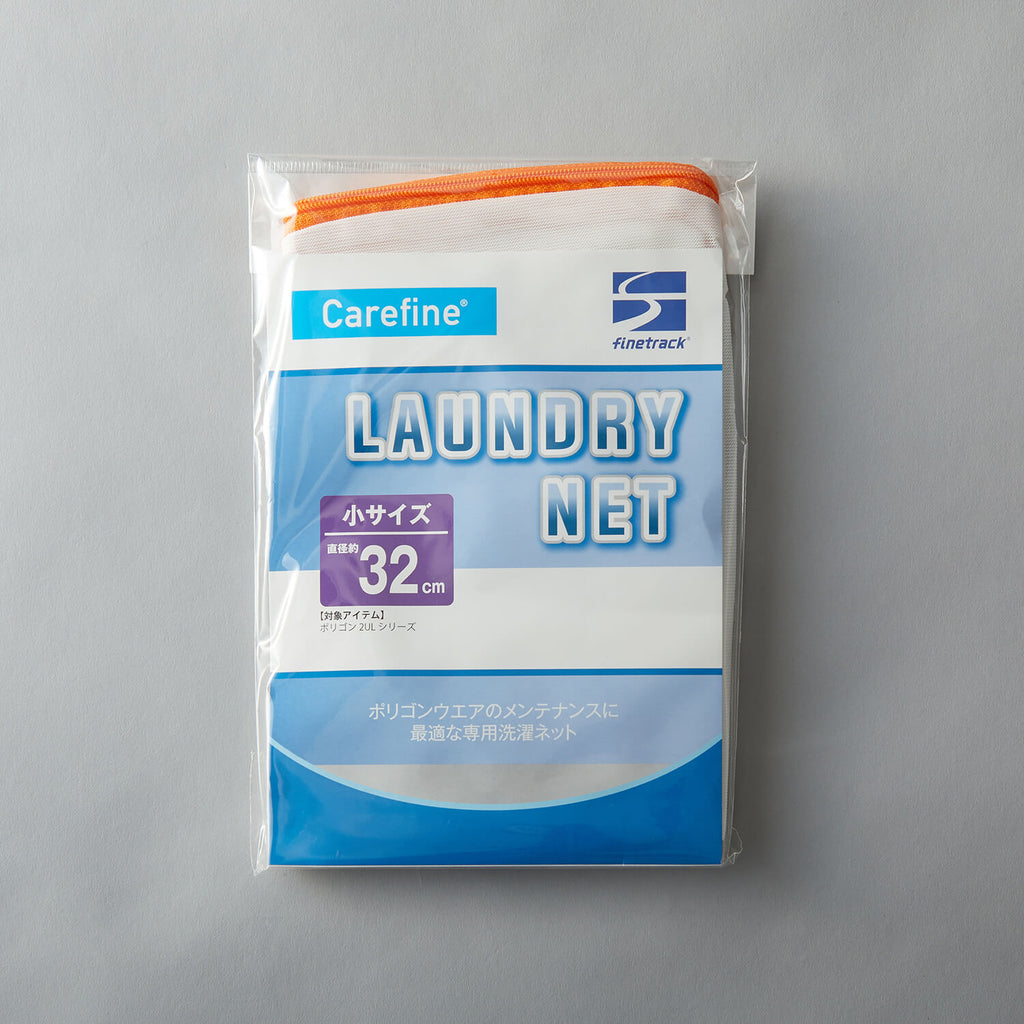 Carefine®
finetrack®
LAUNDRY
NET
小サイズ
直径約
32cm
【対象アイテム】
ポリゴン 2UL シリーズ
ポリゴンウエアのメンテナンスに
最適な専用洗濯ネット